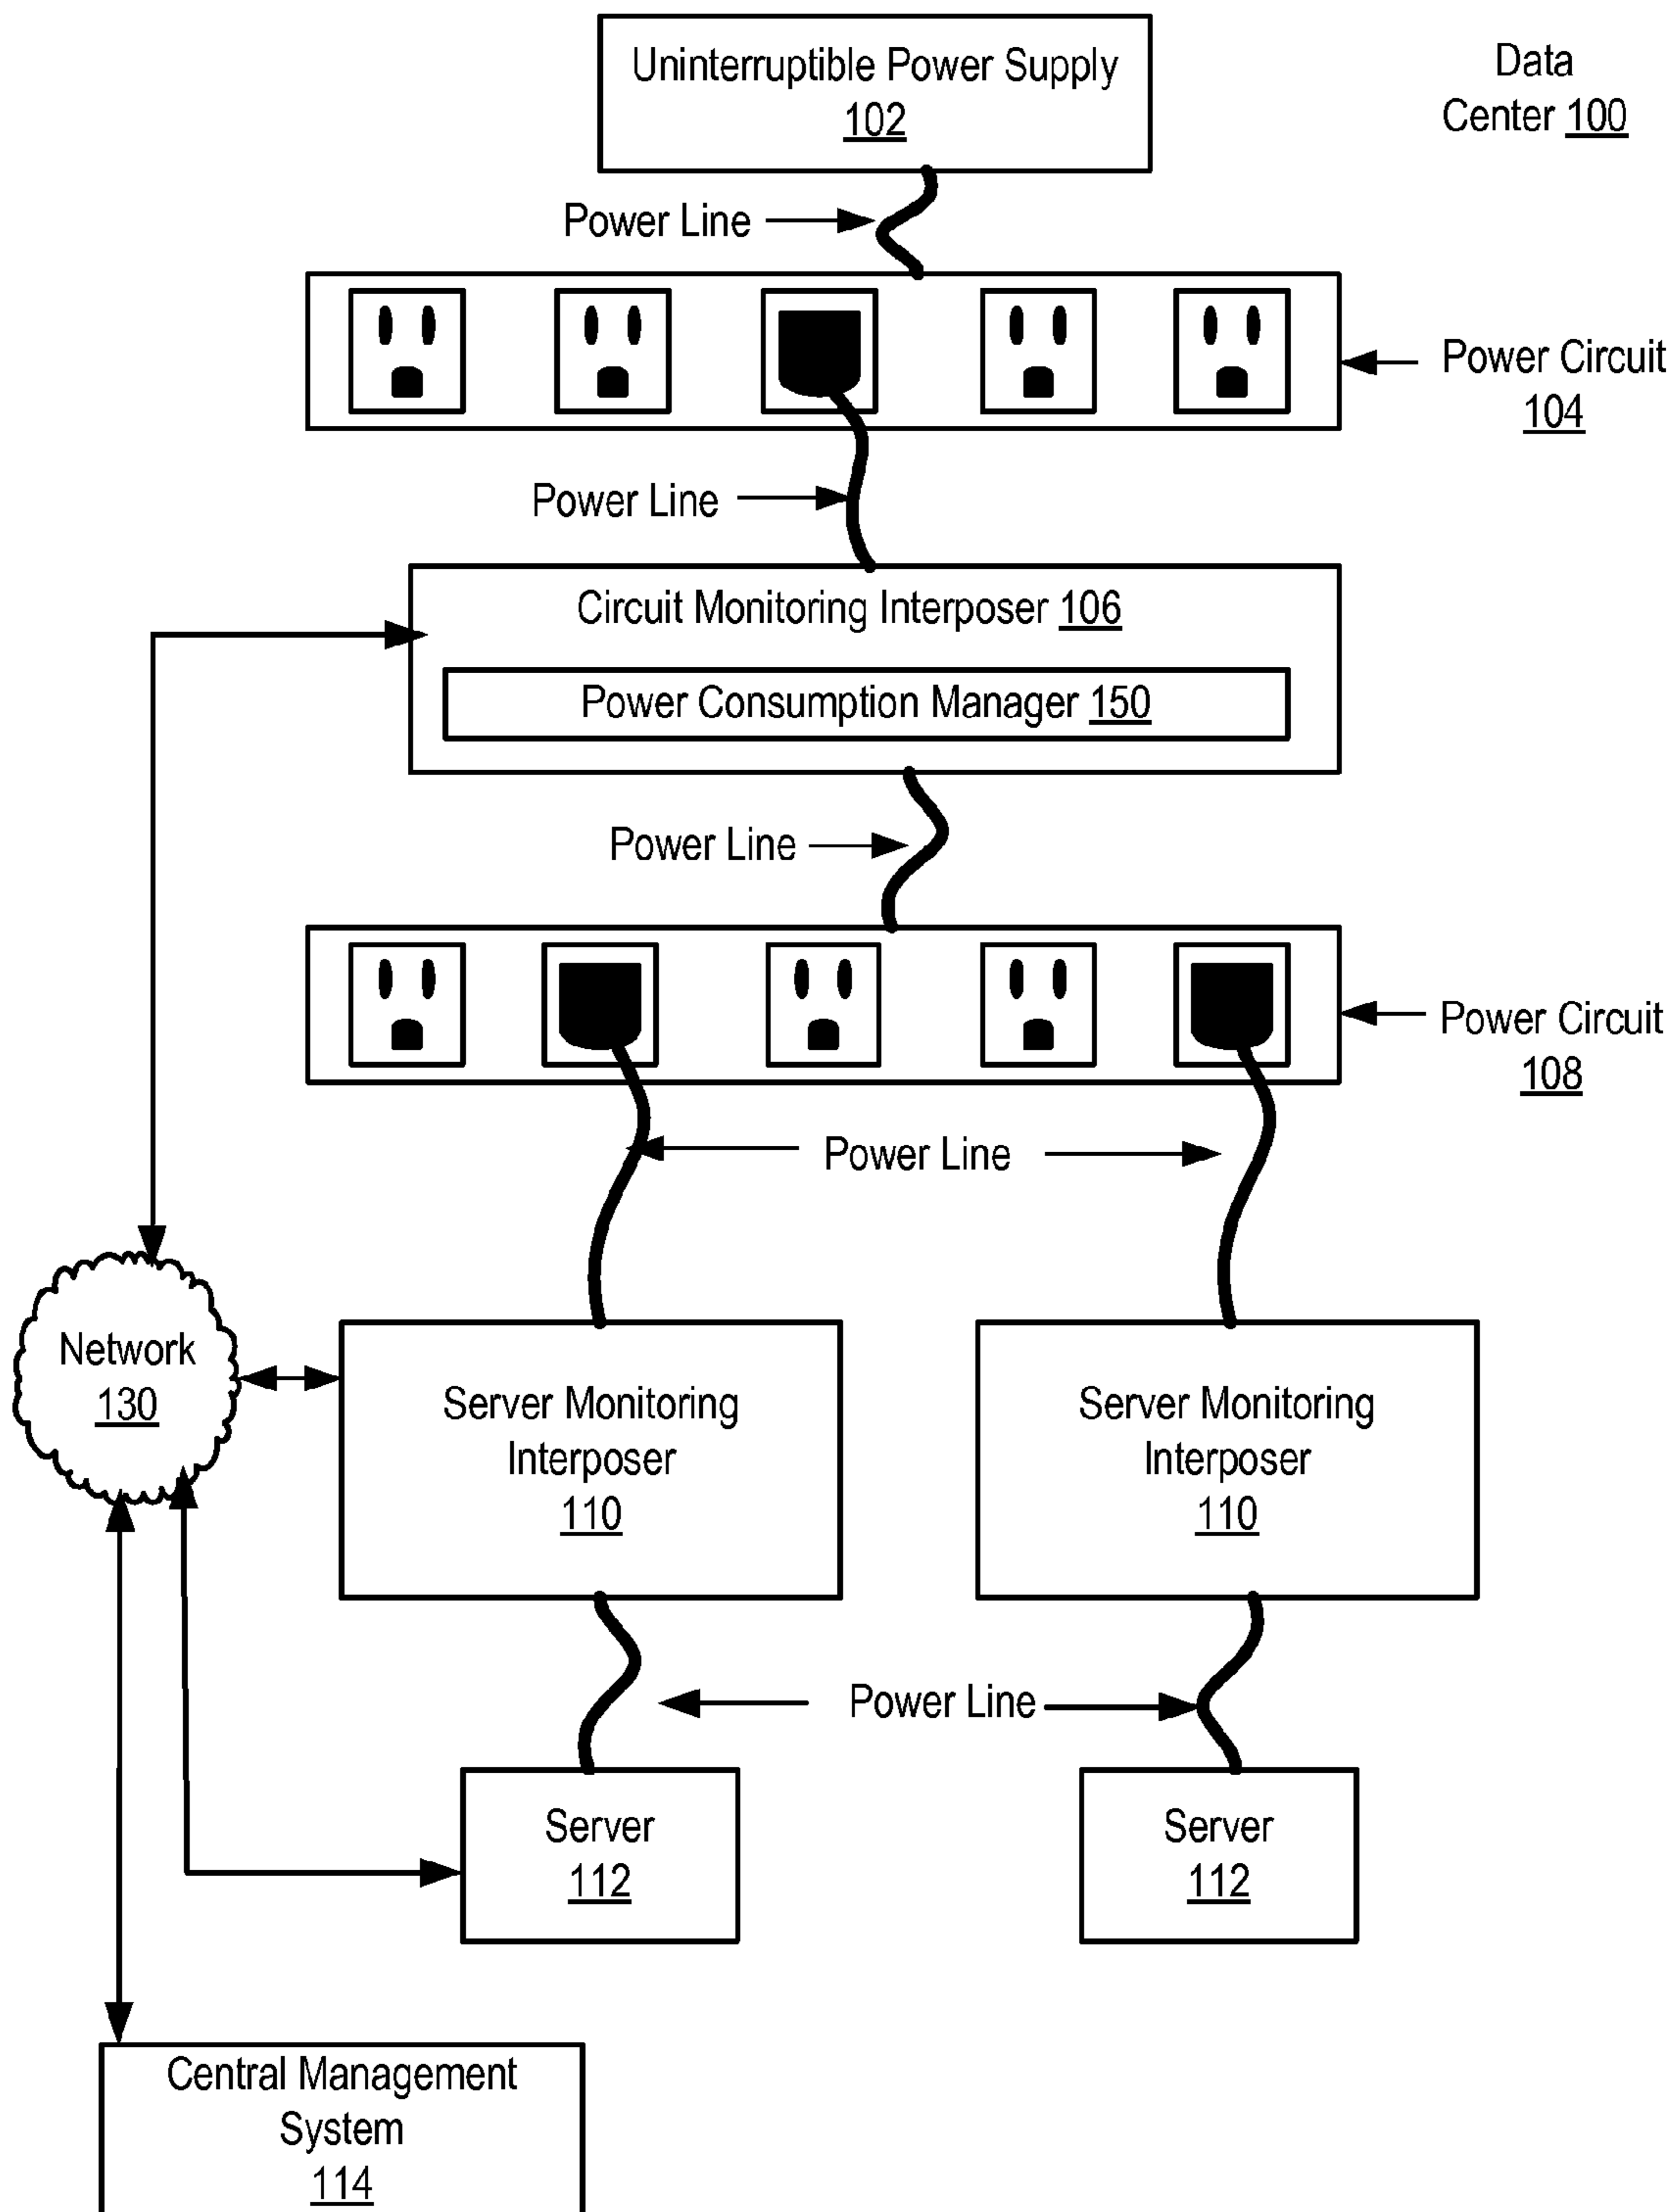 Uninterruptible Power Supply
102
Data
Center 100
Power Line
Power Circuit
104
Power Line
Circuit Monitoring Interposer 106
Power Consumption Manager 150
Power Line
Power Circuit
108
Power Line
Network
130
Server Monitoring
Interposer
110
Server Monitoring
Interposer
110
Power Line
Server
112
Server
112
Central Management
System
114